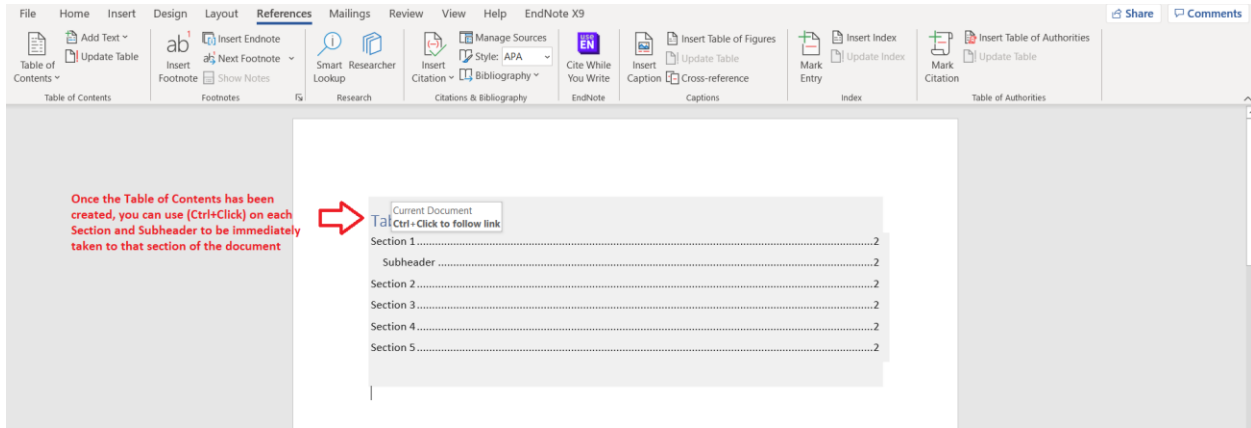 File Home Insert Design Layout References Mailings Review View Help EndNote X9 Share Comments
Table of Contents
Add Text
Update Table
Table of Contents
ab1
Insert Footnote
Insert Endnote
Next Footnote
Show Notes
Footnotes
Smart Lookup
Researcher
Research
Insert Citation
Manage Sources
Style: APA
Bibliography
Citations & Bibliography
EN
Cite While You Write
EndNote
Insert Caption
Insert Table of Figures
Update Table
Cross-reference
Captions
Mark Entry
Insert Index
Update Index
Index
Mark Citation
Insert Table of Authorities
Update Table
Table of Authorities
Once the Table of Contents has been
created, you can use (Ctrl+Click) on each
Section and Subheader to be immediately
taken to that section of the document
Current Document
Ctrl+Click to follow link
Section 1 ........ 2
Subheader ........ 2
Section 2 ........ 2
Section 3 ........ 2
Section 4 ........ 2
Section 5 ........ 2